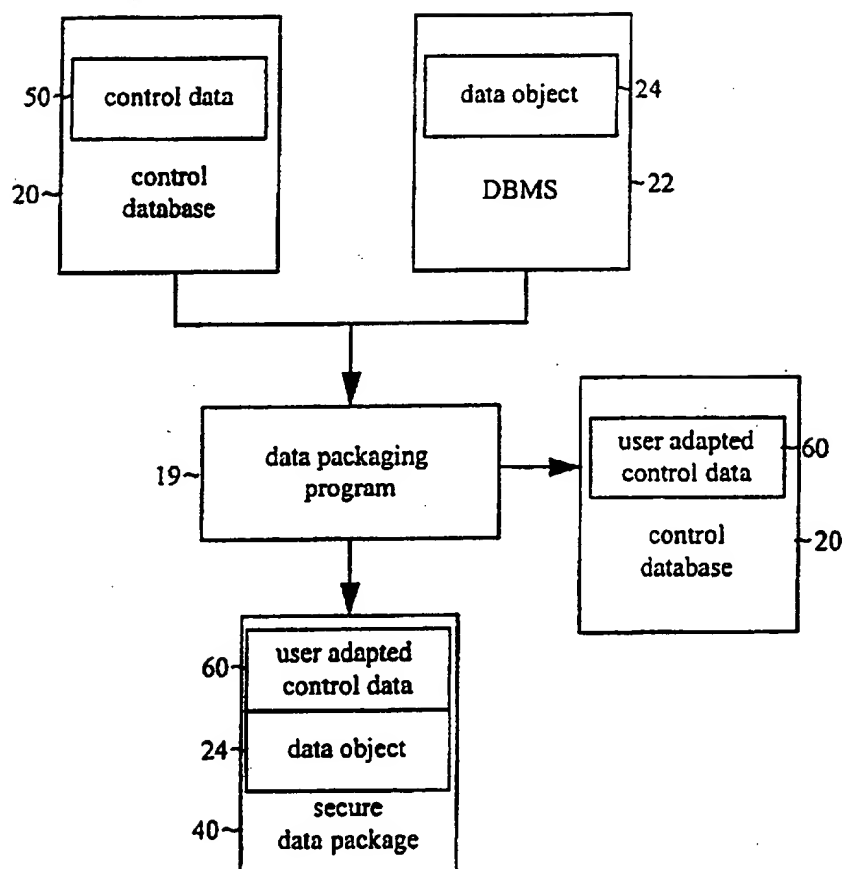 50~ control data
control
20~ database
data object 24
DBMS ~22
19~ data packaging
program
user adapted 60
control data
control ~20
database
60~ user adapted
control data
24~ data object
secure
40~ data package